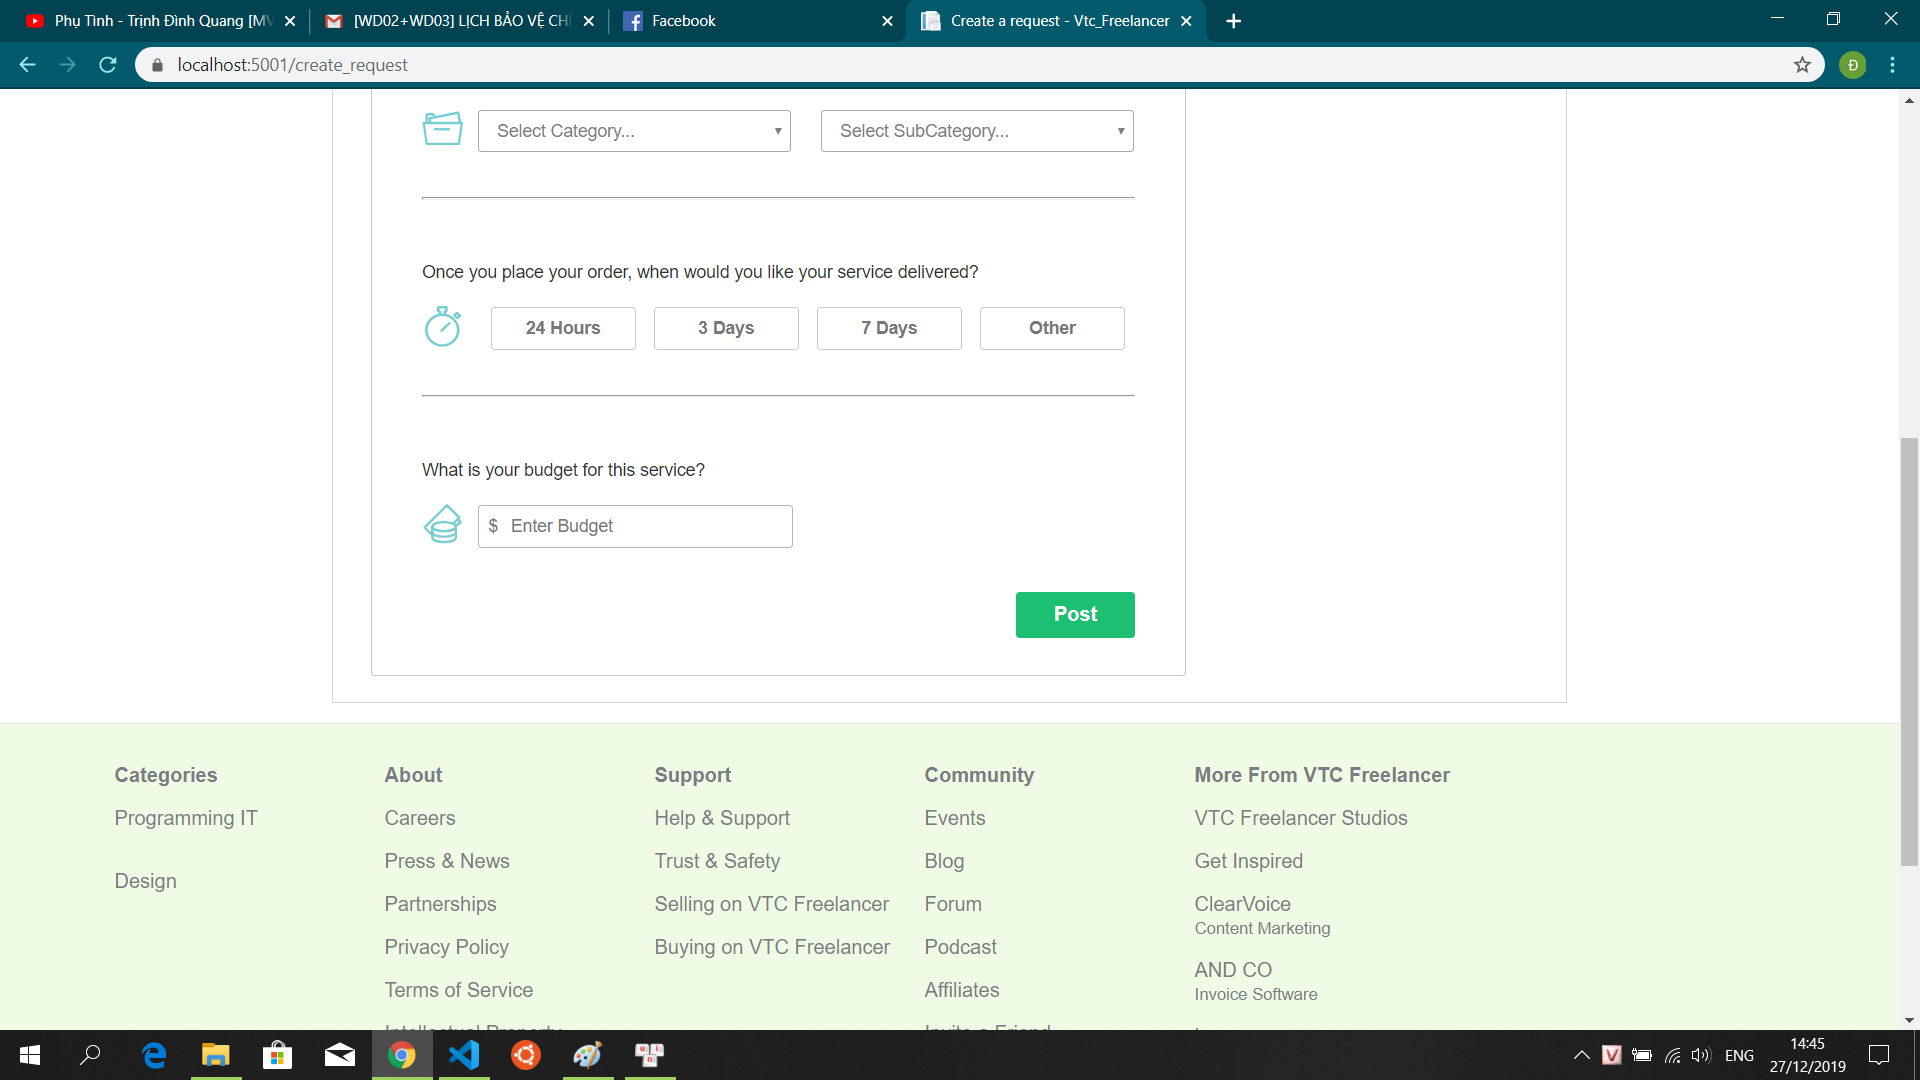 Phụ Tình - Trịnh Đình Quang [MV
[WD02+WD03] LỊCH BẢO VỆ CHÍ
Facebook
Create a request - Vtc_Freelancer
localhost:5001/create_request
Select Category...
Select SubCategory...
Once you place your order, when would you like your service delivered?
24 Hours
3 Days
7 Days
Other
What is your budget for this service?
$ Enter Budget
Post
Categories
Programming IT
Design
About
Careers
Press & News
Partnerships
Privacy Policy
Terms of Service
Intellectual Property
Support
Help & Support
Trust & Safety
Selling on VTC Freelancer
Buying on VTC Freelancer
Community
Events
Blog
Forum
Podcast
Affiliates
Invite a Friend
More From VTC Freelancer
VTC Freelancer Studios
Get Inspired
ClearVoice
Content Marketing
AND CO
Invoice Software
ENG
14:45
27/12/2019